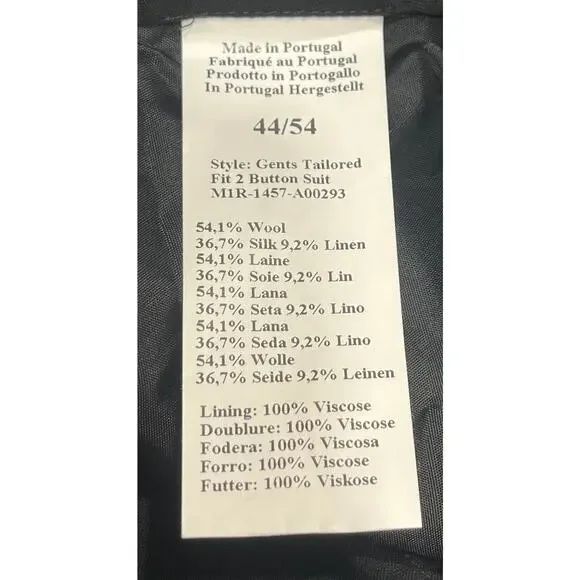 Made in Portugal
Fabriqué au Portugal
Prodotto in Portogallo
In Portugal Hergestellt
44/54
Style: Gents Tailored
Fit 2 Button Suit
M1R-1457-A00293
54,1% Wool
36,7% Silk 9,2% Linen
54,1% Laine
36,7% Soie 9,2% Lin
54,1% Lana
36,7% Seta 9,2% Lino
54,1% Lana
36,7% Seda 9,2% Lino
54,1% Wolle
36,7% Seide 9,2% Leinen
Lining: 100% Viscose
Doublure: 100% Viscose
Fodera: 100% Viscosa
Forro: 100% Viscose
Futter: 100% Viskose